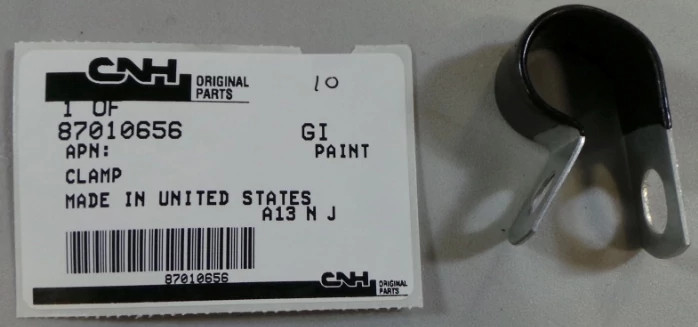 CNH ORIGINAL PARTS
10
1 OF
87010656 GI
APN: PAINT
CLAMP
MADE IN UNITED STATES
A13 N J
87010656
CNH ORIGINAL PARTS